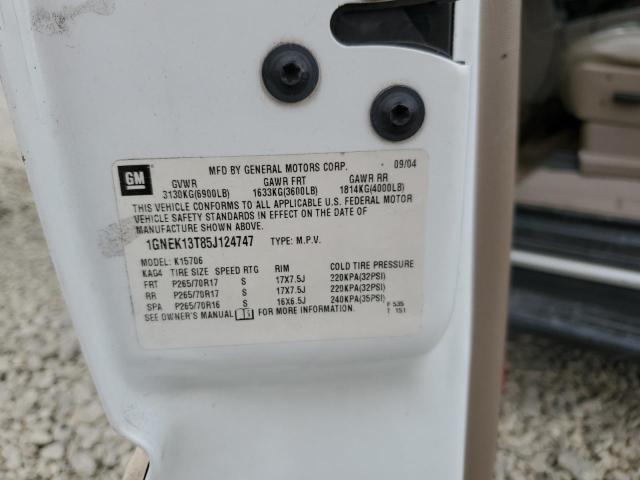 GM MFD BY GENERAL MOTORS CORP. 09/04
GVWR GAWR FRT GAWR RR
3130KG(6900LB) 1633KG(3600LB) 1814KG(4000LB)
THIS VEHICLE CONFORMS TO ALL APPLICABLE U.S. FEDERAL MOTOR
VEHICLE SAFETY STANDARDS IN EFFECT ON THE DATE OF
MANUFACTURE SHOWN ABOVE.
1GNEK13T85J124747 TYPE: M.P.V.
MODEL: K15706
KAG4 TIRE SIZE SPEED RTG RIM COLD TIRE PRESSURE
FRT P265/70R17 S 17X7.5J 220KPA(32PSI)
RR P265/70R17 S 17X7.5J 220KPA(32PSI)
SPA P265/70R16 S 16X6.5J 240KPA(35PSI)
SEE OWNER'S MANUAL FOR MORE INFORMATION.
F 535
T 151